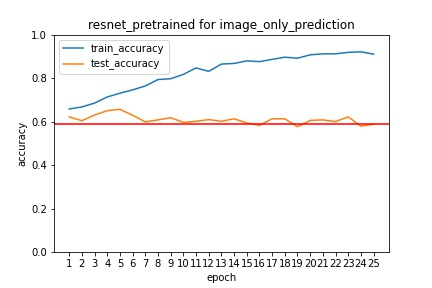 resnet_pretrained for image_only_prediction
train_accuracy
test_accuracy
accuracy
1.0
0.8
0.6
0.4
0.2
0.0
1 2 3 4 5 6 7 8 9 10 11 12 13 14 15 16 17 18 19 20 21 22 23 24 25
epoch